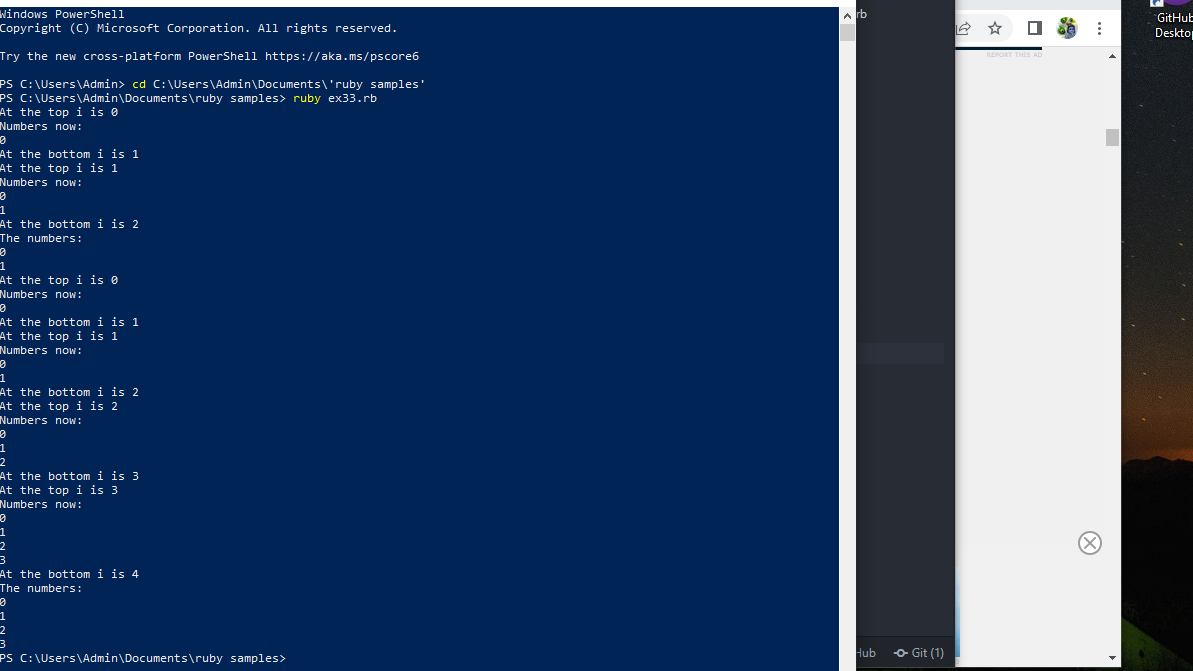 Windows PowerShell
Copyright (C) Microsoft Corporation. All rights reserved.
Try the new cross-platform PowerShell https://aka.ms/pscore6
PS C:\Users\Admin> cd C:\Users\Admin\Documents\'ruby samples'
PS C:\Users\Admin\Documents\ruby samples> ruby ex33.rb
At the top i is 0
Numbers now:
0
At the bottom i is 1
At the top i is 1
Numbers now:
0
1
At the bottom i is 2
The numbers:
0
1
At the top i is 0
Numbers now:
0
At the bottom i is 1
At the top i is 1
Numbers now:
0
1
At the bottom i is 2
At the top i is 2
Numbers now:
0
1
2
At the bottom i is 3
At the top i is 3
Numbers now:
0
1
2
3
At the bottom i is 4
The numbers:
0
1
2
3
PS C:\Users\Admin\Documents\ruby samples>
rb
REPORT THIS AD
Hub Git (1)
GitHub
Deskto